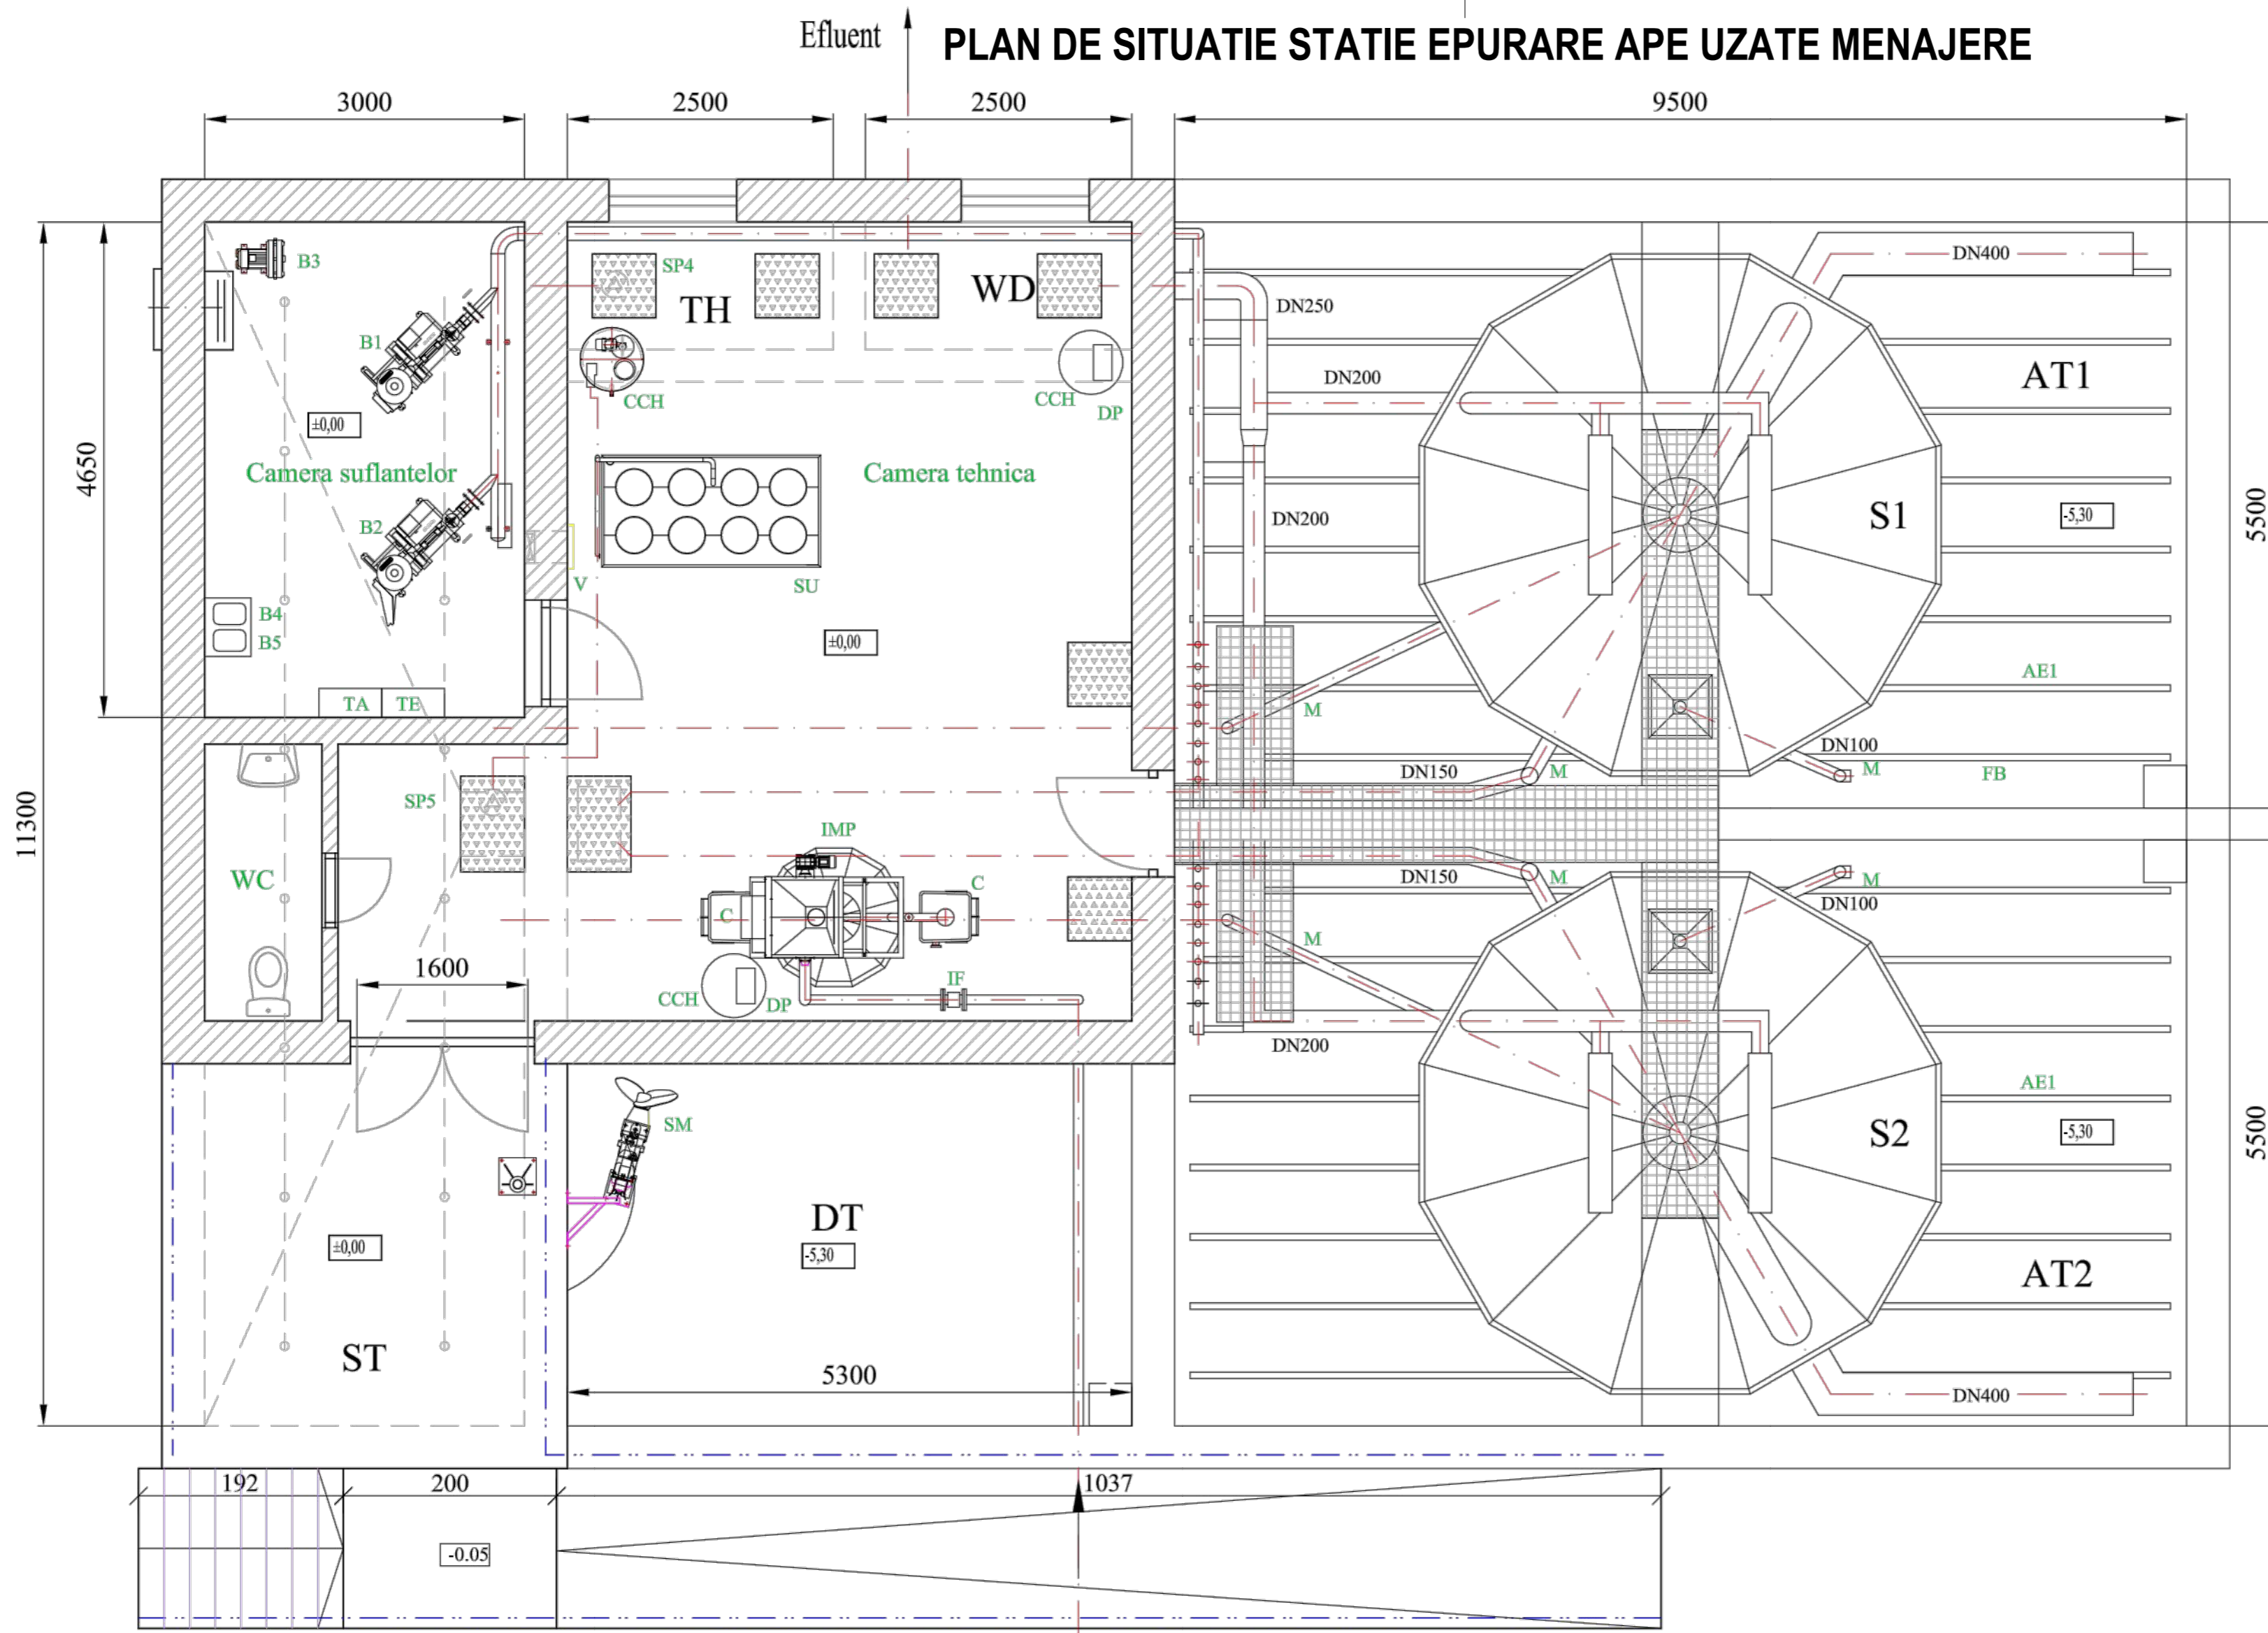 Efluent
PLAN DE SITUATIE STATIE EPURARE APE UZATE MENAJERE
3000
2500
2500
9500
B3
SP4
TH
WD
DN250
DN400
B1
CCH
CCH
DP
DN200
AT1
±0,00
4650
Camera suflantelor
Camera tehnica
B2
V
SU
DN200
S1
-5,30
5500
B4
B5
±0,00
TA
TE
AE1
M
DN150
M
DN100
M
FB
11300
SP5
IMP
WC
C
C
DN150
M
M
DN100
M
1600
CCH
DP
IF
DN200
AE1
SM
S2
-5,30
5500
DT
-5,30
±0,00
ST
AT2
5300
DN400
192
200
1037
-0.05